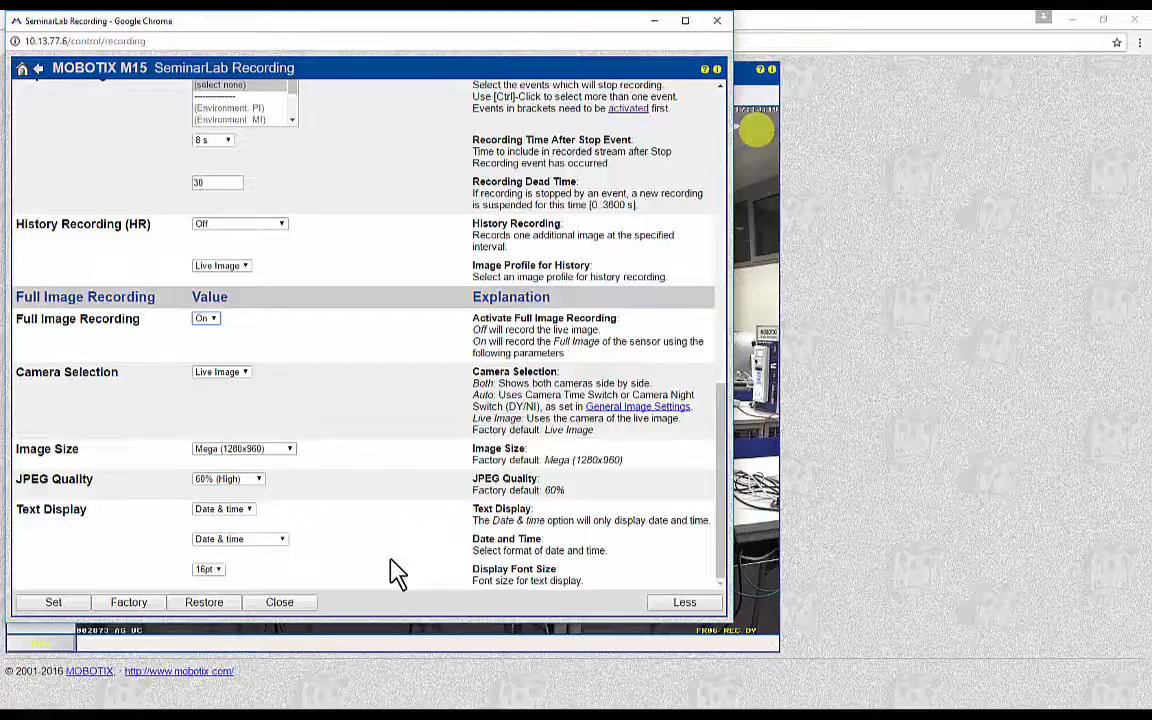 SeminarLab Recording - Google Chrome
10.13.77.6/control/recording
MOBOTIX M15 SeminarLab Recording
(select none)
---------------
(Environment: PI)
(Environment: MI)
Select the events which will stop recording.
Use [Ctrl]-Click to select more than one event.
Events in brackets need to be activated first.
8 s
Recording Time After Stop Event:
Time to include in recorded stream after Stop
Recording event has occurred.
30
Recording Dead Time:
If recording is stopped by an event, a new recording
is suspended for this time [0..3600 s].
History Recording (HR)
Off
History Recording:
Records one additional image at the specified
interval.
Live Image
Image Profile for History:
Select an image profile for history recording.
Full Image Recording Value Explanation
Full Image Recording
On
Activate Full Image Recording:
Off will record the live image.
On will record the Full Image of the sensor using the
following parameters
Camera Selection
Live Image
Camera Selection:
Both: Shows both cameras side by side.
Auto: Uses Camera Time Switch or Camera Night
Switch (DY/NI), as set in General Image Settings.
Live Image: Uses the camera of the live image.
Factory default: Live Image
Image Size
Mega (1280x960)
Image Size:
Factory default: Mega (1280x960)
JPEG Quality
60% (High)
JPEG Quality:
Factory default: 60%
Text Display
Date & time
Text Display:
The Date & time option will only display date and time.
Date & time
Date and Time:
Select format of date and time.
16pt
Display Font Size
Font size for text display.
Set Factory Restore Close Less
FR06 REC DY
© 2001-2016 MOBOTIX, · http://www.mobotix.com/